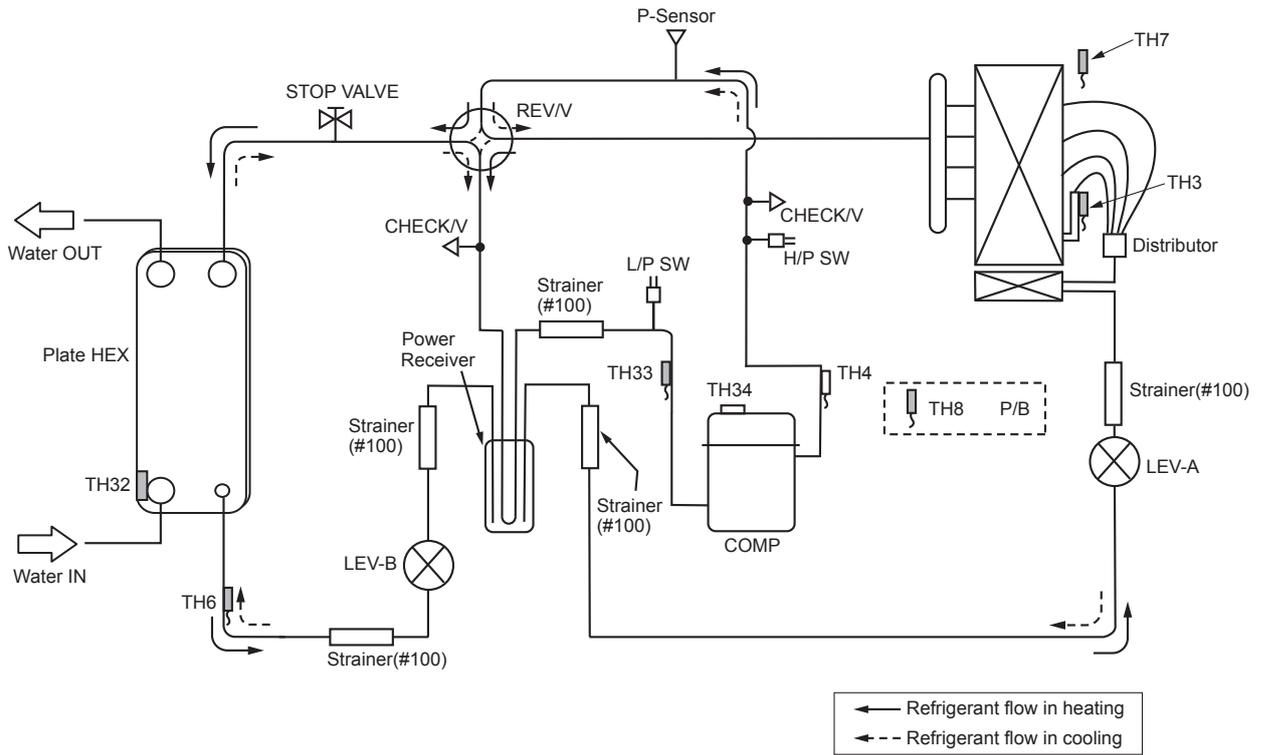 P-Sensor
TH7
STOP VALVE
REV/V
TH3
CHECK/V
CHECK/V
Water OUT
Distributor
H/P SW
L/P SW
Strainer
(#100)
Power
Receiver
Plate HEX
TH33
TH4
TH34
TH8 P/B
Strainer(#100)
Strainer
(#100)
LEV-A
TH32
Strainer
(#100)
COMP
LEV-B
Water IN
TH6
Strainer(#100)
Refrigerant flow in heating
Refrigerant flow in cooling